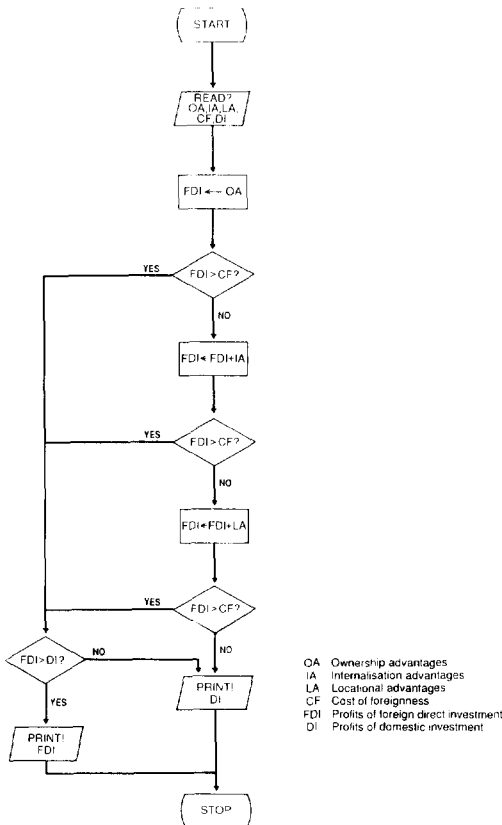 START
READ?
OA,IA,LA,
CF,DI
FDI ← OA
YES
FDI>CF?
NO
FDI←FDI+IA
YES
FDI>CF?
NO
FDI←FDI+LA
YES
FDI>CF?
NO
FDI>DI?
NO
YES
PRINT!
DI
PRINT!
FDI
STOP
OA Ownership advantages
IA Internalisation advantages
LA Locational advantages
CF Cost of foreignness
FDI Profits of foreign direct investment
DI Profits of domestic investment